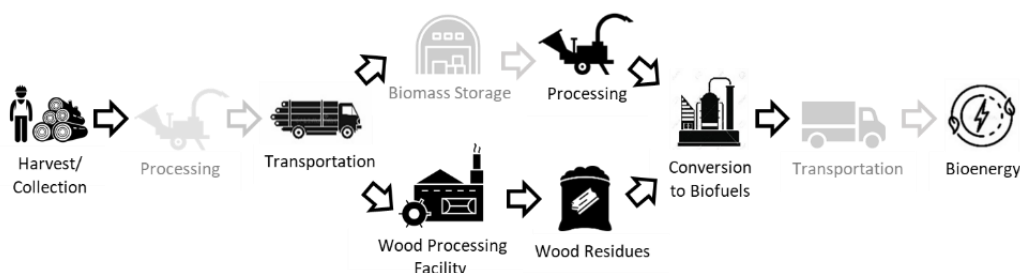 Harvest/
Collection
Processing
Transportation
Biomass Storage
Processing
Wood Processing
Facility
Wood Residues
Conversion
to Biofuels
Transportation
Bioenergy